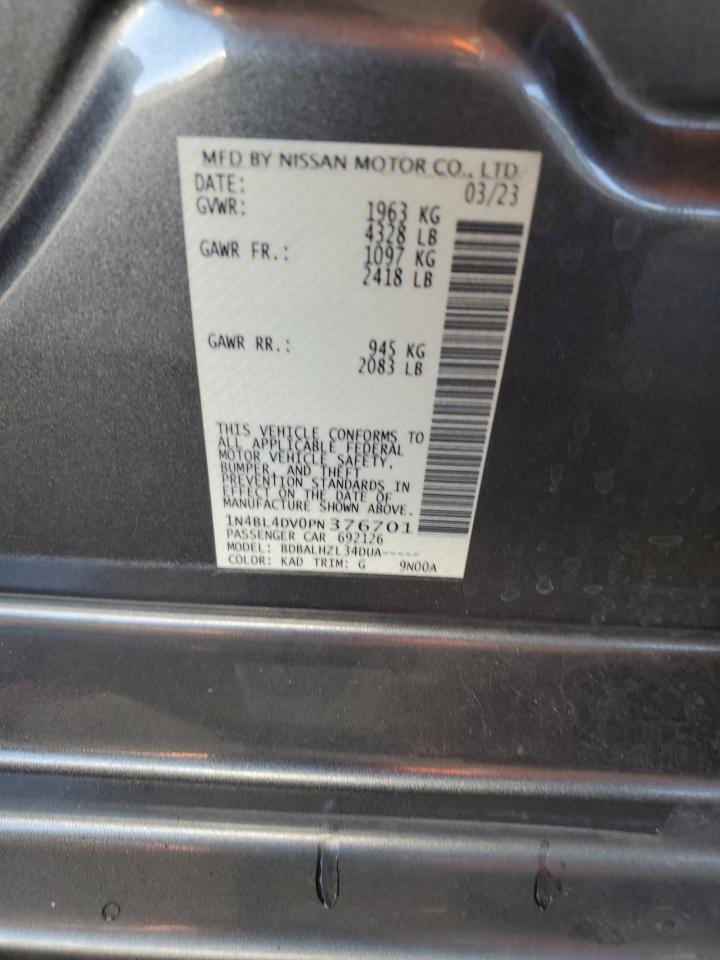 MFD BY NISSAN MOTOR CO., LTD.
DATE: 03/23
GVWR: 1963 KG
4328 LB
GAWR FR.: 1097 KG
2418 LB
GAWR RR.: 945 KG
2083 LB
THIS VEHICLE CONFORMS TO
ALL APPLICABLE FEDERAL
MOTOR VEHICLE SAFETY,
BUMPER, AND THEFT
PREVENTION STANDARDS IN
EFFECT ON THE DATE OF
MANUFACTURE SHOWN ABOVE.
1N4BL4DV0PN376701
PASSENGER CAR 692126
MODEL: BDBALHZL34DUA-----
COLOR: KAD TRIM: G 9N00A